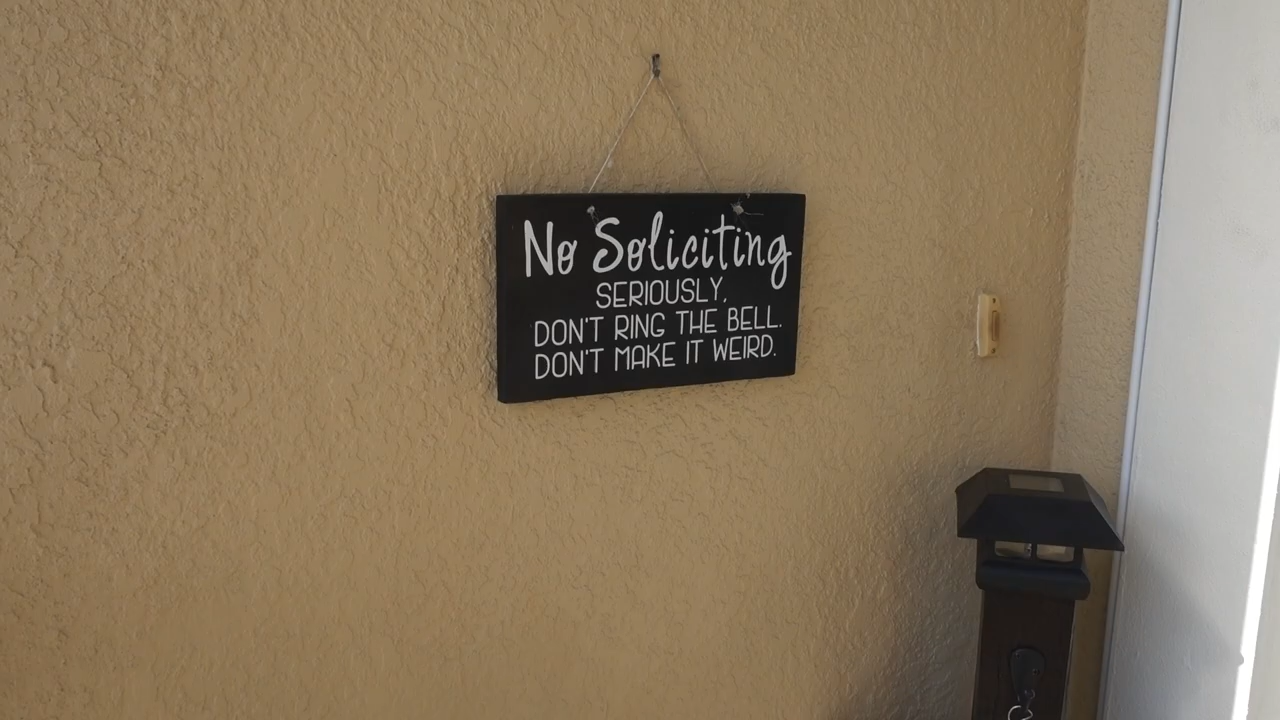 No Soliciting
SERIOUSLY,
DON'T RING THE BELL.
DON'T MAKE IT WEIRD.